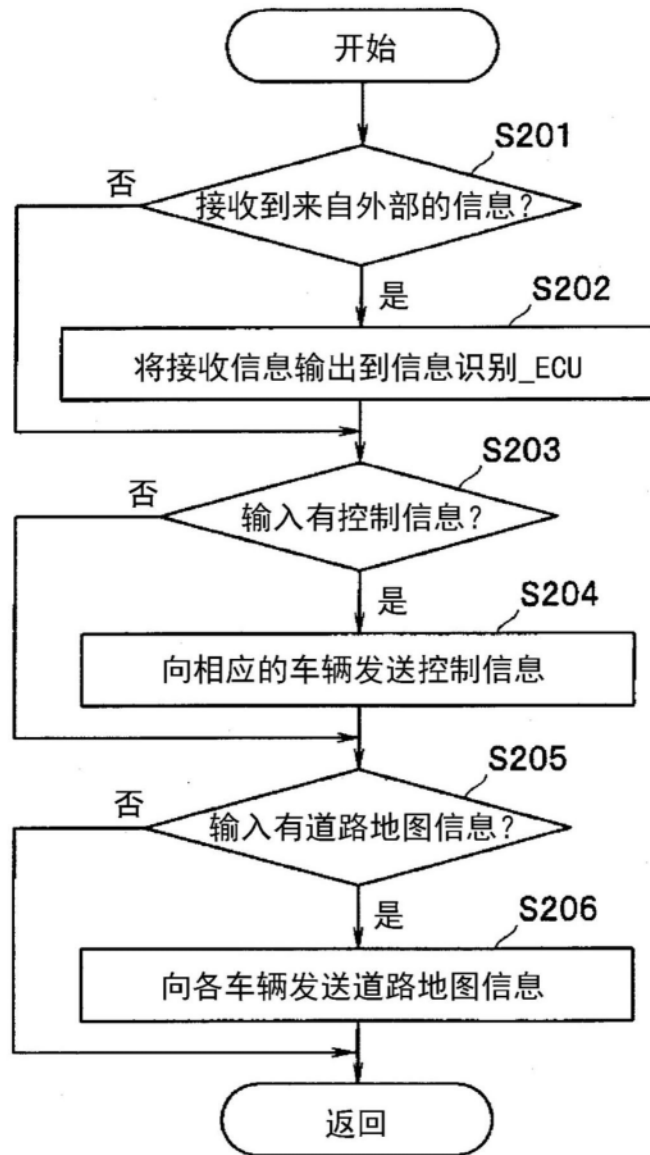 开始
S201
否
接收到来自外部的信息?
是
S202
将接收信息输出到信息识别_ECU
S203
否
输入有控制信息?
是
S204
向相应的车辆发送控制信息
S205
否
输入有道路地图信息?
是
S206
向各车辆发送道路地图信息
返回